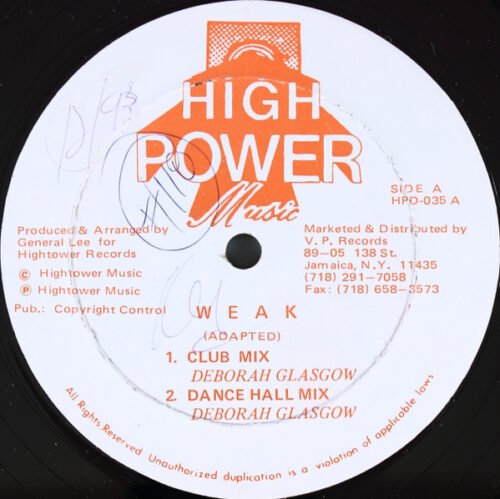 HIGH
POWER
Music
SIDE A
HPD-035 A
Produced & Arranged by
General Lee for
Hightower Records
© Hightower Music
℗ Hightower Music
Pub.: Copyright Control
Marketed & Distributed by
V. P. Records
89-05 138 St.
Jamaica, N.Y. 11435
(718) 291-7058
Fax: (718) 658-3573
WEAK
(ADAPTED)
1. CLUB MIX
DEBORAH GLASGOW
2. DANCE HALL MIX
DEBORAH GLASGOW
All Rights Reserved. Unauthorized duplication is a violation of applicable laws